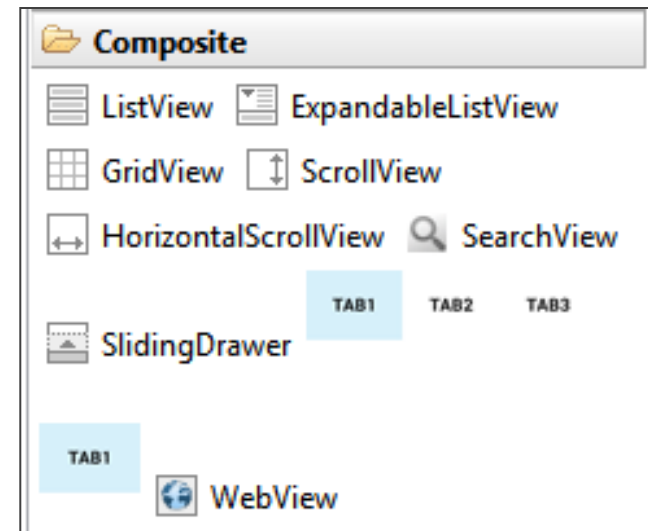 Composite
ListView ExpandableListView
GridView ScrollView
HorizontalScrollView SearchView
TAB1 TAB2 TAB3
SlidingDrawer
TAB1
WebView